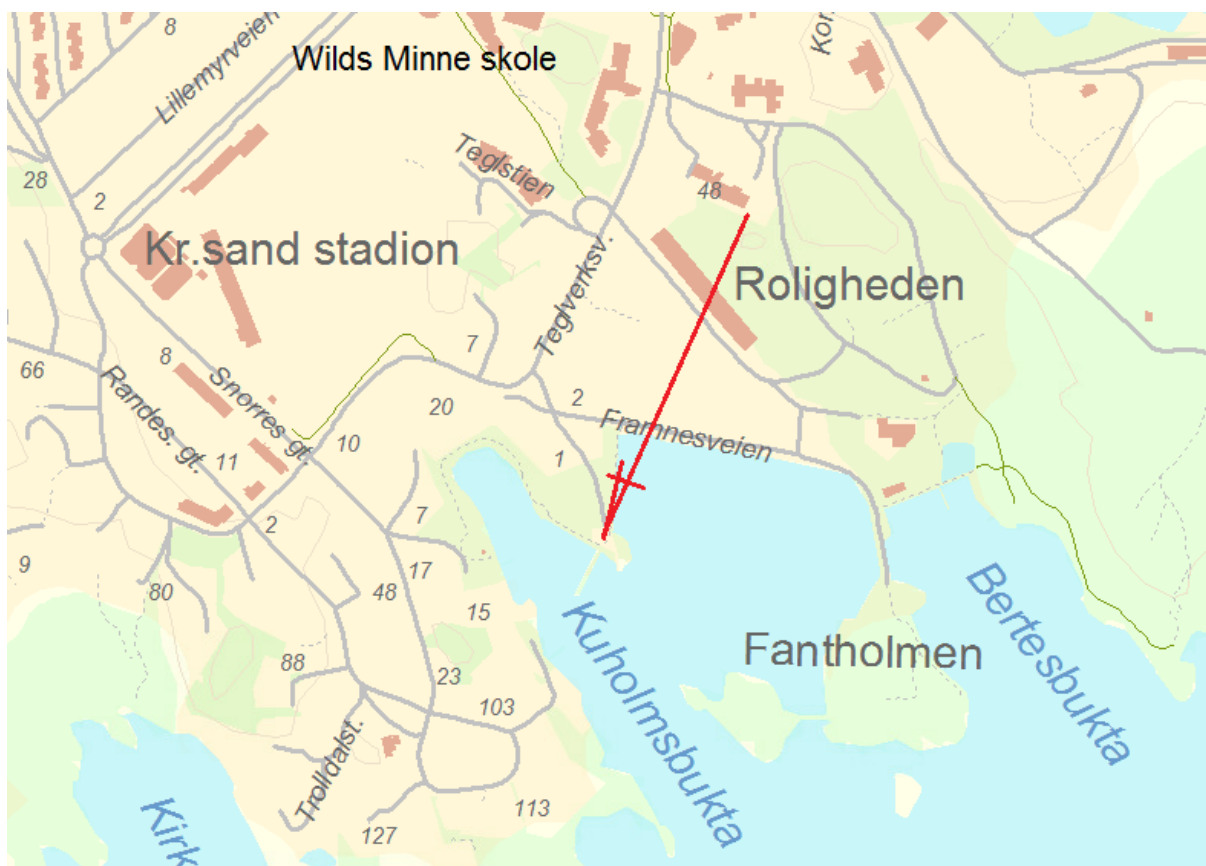 8
Wilds Minne skole
Lillemyrveien
28
2
Teglstien
48
Kr.sand stadion
Teglverksv.
Roligheden
7
8
66
Snorres gt.
Randes. gt.
20
2
Framnesveien
10
11
1
2
7
9
17
80
48
15
Kuholmsbukta
Bertesbukta
Fantholmen
88
23
103
Trolldalst.
113
127